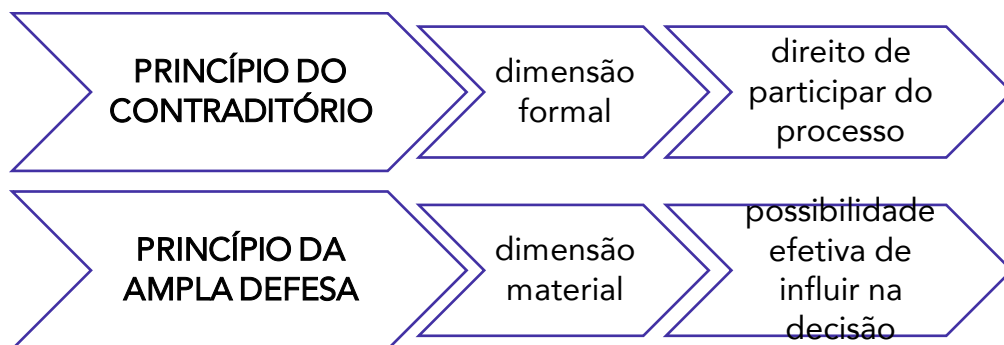 PRINCÍPIO DO
CONTRADITÓRIO
dimensão
formal
direito de
participar do
processo
PRINCÍPIO DA
AMPLA DEFESA
dimensão
material
possibilidade
efetiva de
influir na
decisão